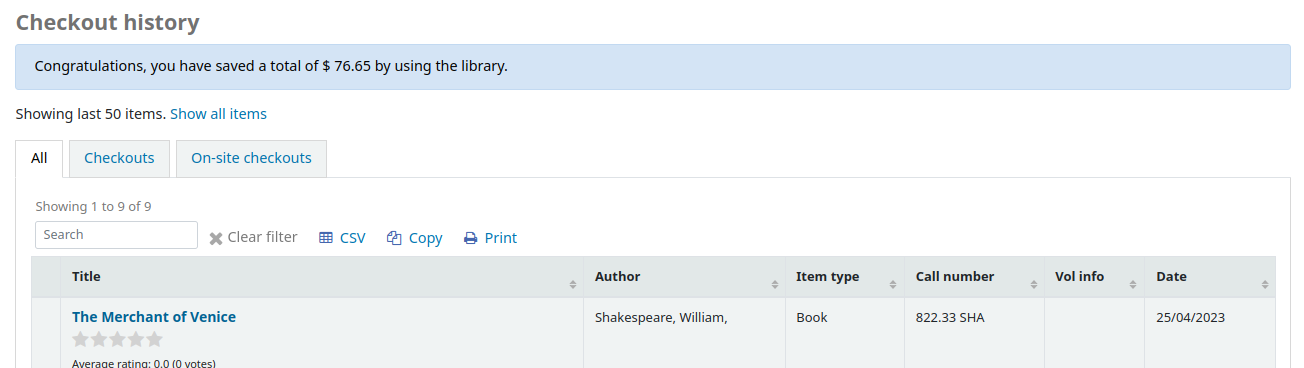 Checkout history
Congratulations, you have saved a total of $ 76.65 by using the library.
Showing last 50 items. Show all items
All Checkouts On-site checkouts
Showing 1 to 9 of 9
Search Clear filter CSV Copy Print
Title Author Item type Call number Vol info Date
The Merchant of Venice Shakespeare, William, Book 822.33 SHA 25/04/2023
Average rating: 0.0 (0 votes)